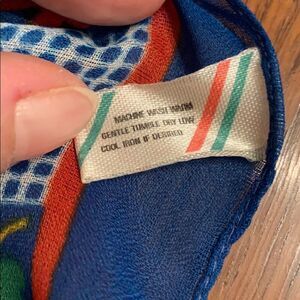 MACHINE WASH WARM
GENTLE TUMBLE DRY LOW
COOL IRON IF DESIRED